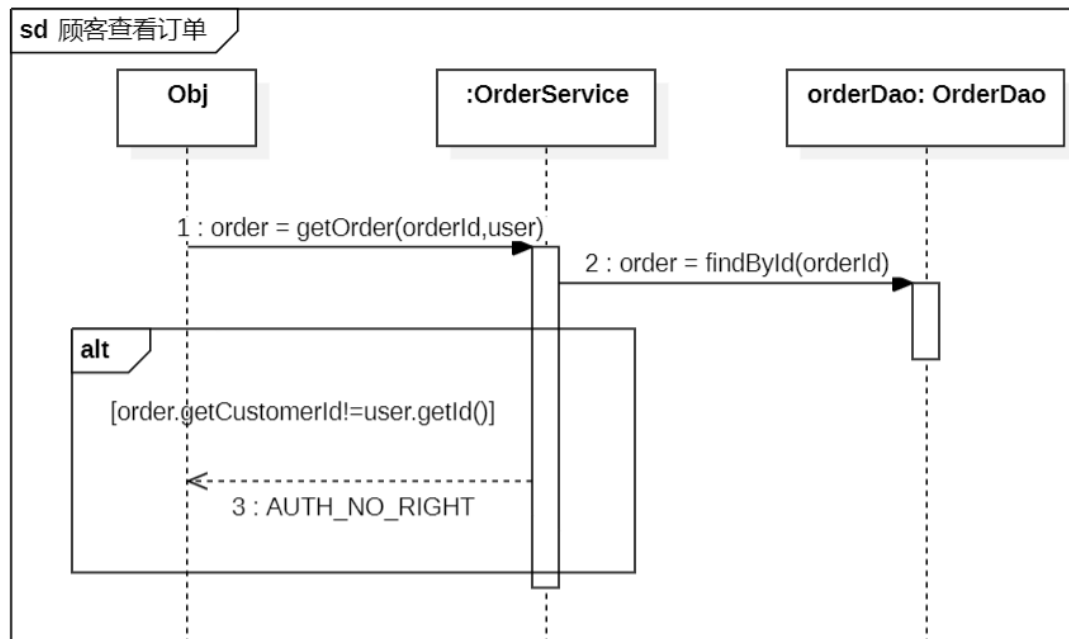 sd 顾客查看订单
Obj
:OrderService
orderDao: OrderDao
1 : order = getOrder(orderId,user)
2 : order = findById(orderId)
alt
[order.getCustomerId!=user.getId()]
3 : AUTH_NO_RIGHT